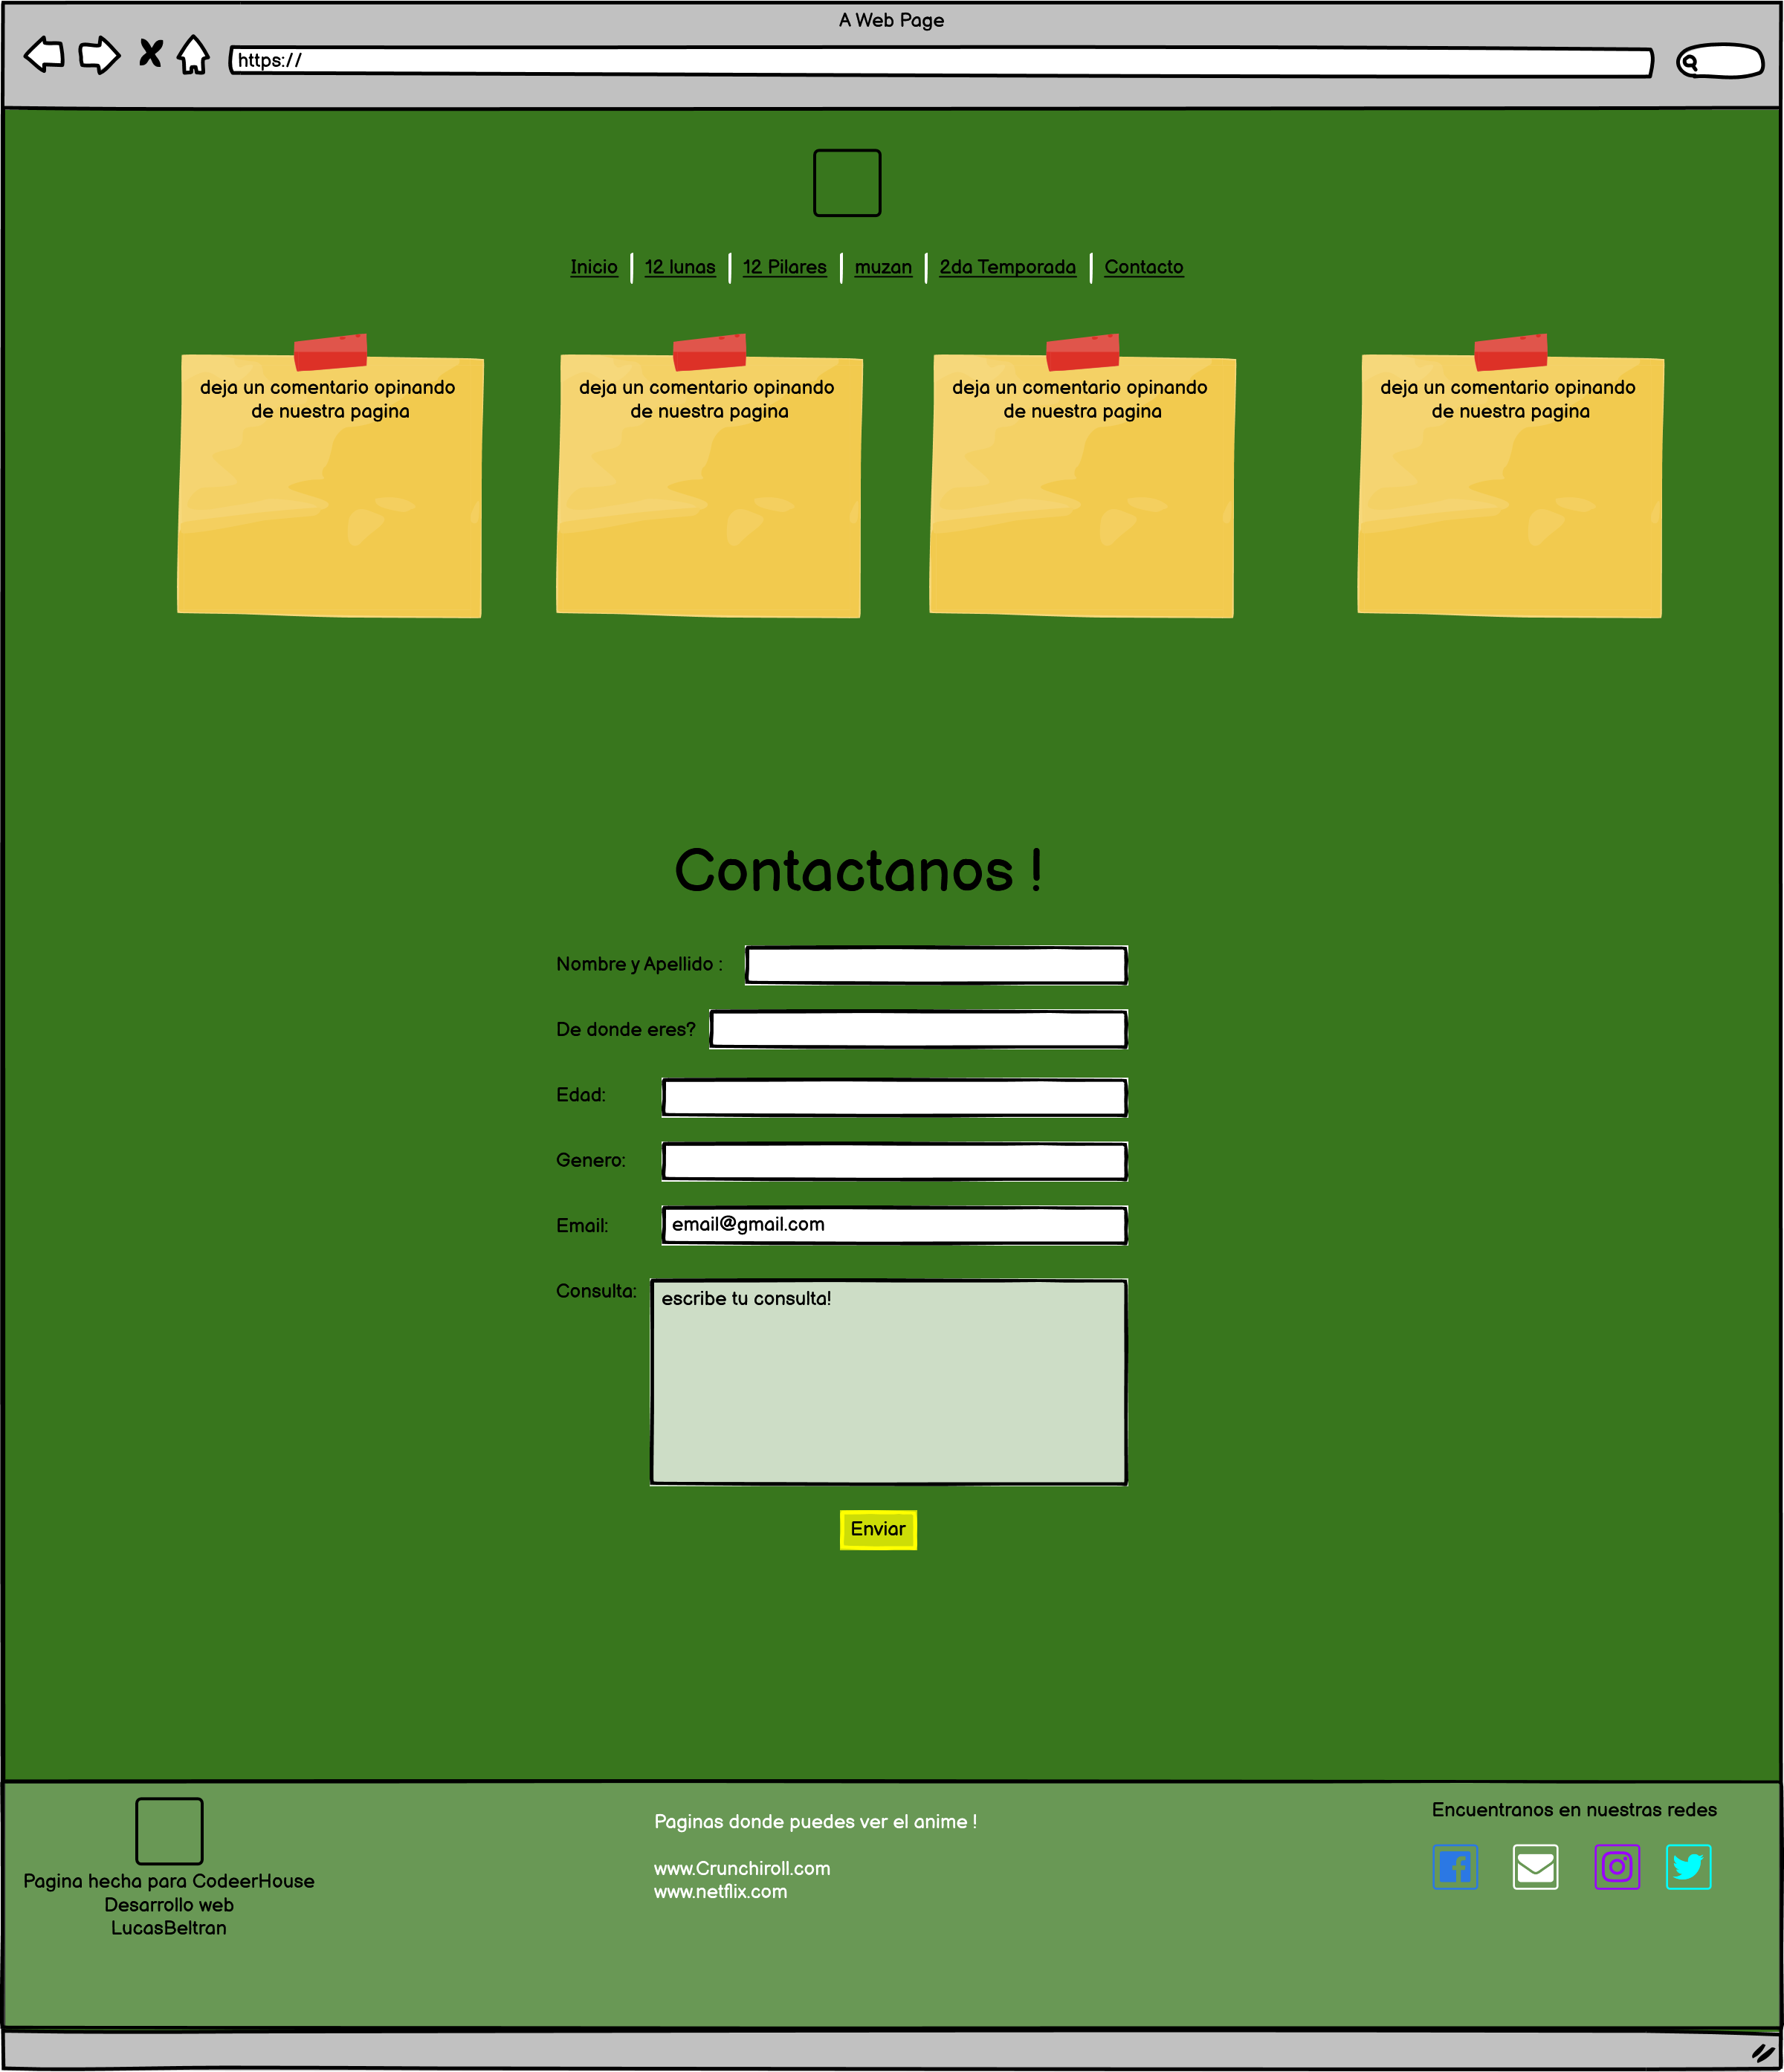 A Web Page
https://
Inicio 12 lunas 12 Pilares muzan 2da Temporada Contacto
deja un comentario opinando
de nuestra pagina
deja un comentario opinando
de nuestra pagina
deja un comentario opinando
de nuestra pagina
deja un comentario opinando
de nuestra pagina
Contactanos !
Nombre y Apellido :
De donde eres?
Edad:
Genero:
Email: email@gmail.com
Consulta: escribe tu consulta!
Enviar
Pagina hecha para CodeerHouse
Desarrollo web
LucasBeltran
Paginas donde puedes ver el anime !
www.Crunchiroll.com
www.netflix.com
Encuentranos en nuestras redes